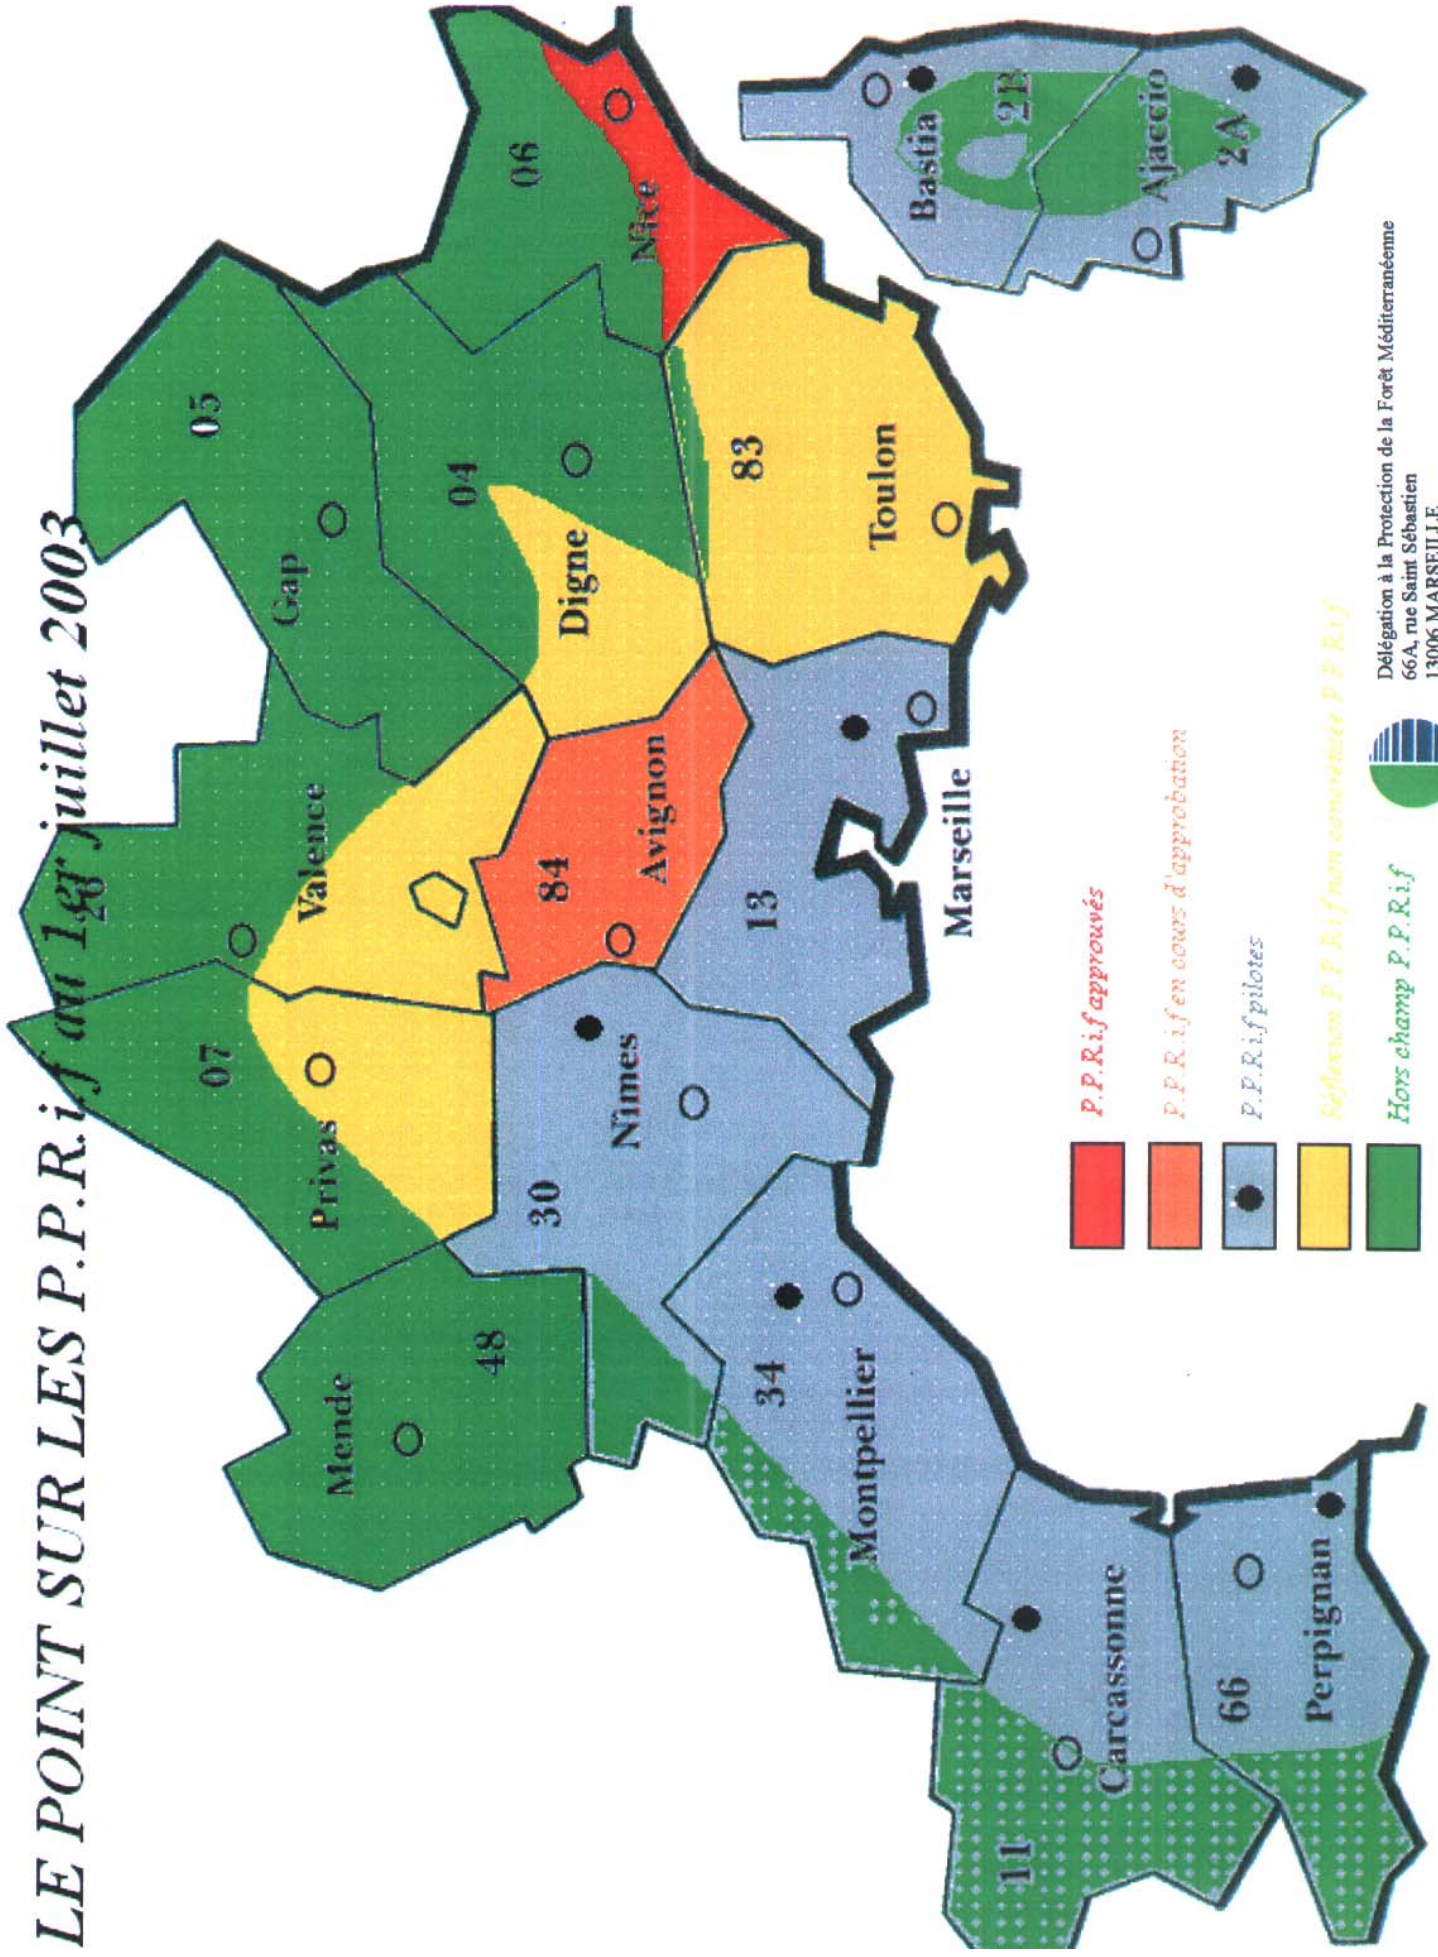 LE POINT SUR LES P.P.R.i.f au 1er juillet 2003
Mende
48
07
Privas
26
Valence
05
Gap
04
Digne
06
Nice
30
Nimes
84
Avignon
83
Toulon
13
Marseille
34
Montpellier
11
Carcassonne
66
Perpignan
Bastia
2B
Ajaccio
2A
P.P.R.i.f approuvés
P.P.R.i.f en cours d'approbation
P.P.R.i.f pilotes
Réflexion P.P.R.i.f non concrétisée P.P.R.i.f
Hors champ P.P.R.i.f
Délégation à la Protection de la Forêt Méditerranéenne
66A, rue Saint Sébastien
13006 MARSEILLE